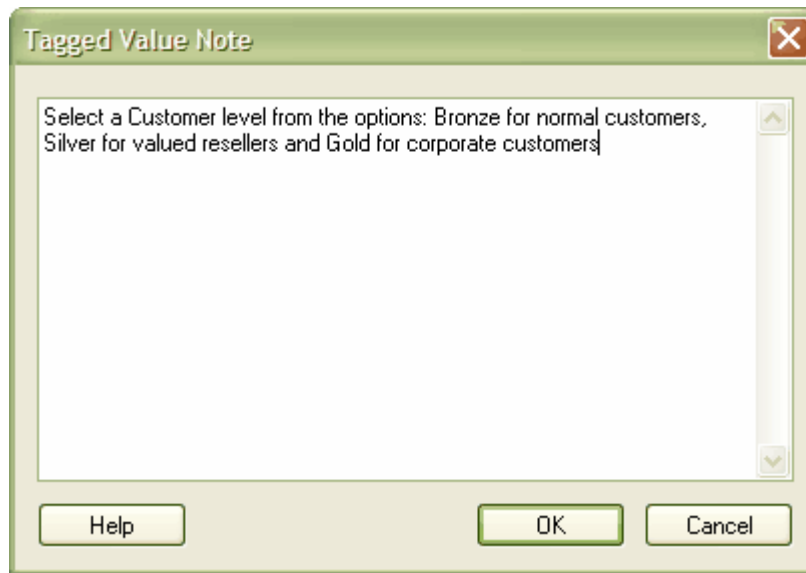 Tagged Value Note
Select a Customer level from the options: Bronze for normal customers,
Silver for valued resellers and Gold for corporate customers
Help
OK
Cancel